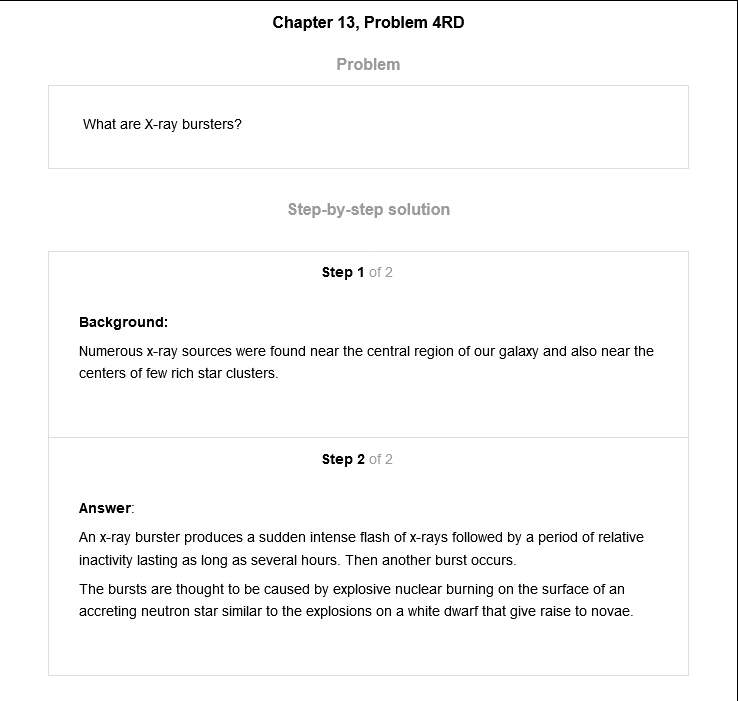 Chapter 13, Problem 4RD
Problem
What are X-ray bursters?
Step-by-step solution
Step 1 of 2
Background:
Numerous x-ray sources were found near the central region of our galaxy and also near the
centers of few rich star clusters.
Step 2 of 2
Answer:
An x-ray burster produces a sudden intense flash of x-rays followed by a period of relative
inactivity lasting as long as several hours. Then another burst occurs.
The bursts are thought to be caused by explosive nuclear burning on the surface of an
accreting neutron star similar to the explosions on a white dwarf that give raise to novae.